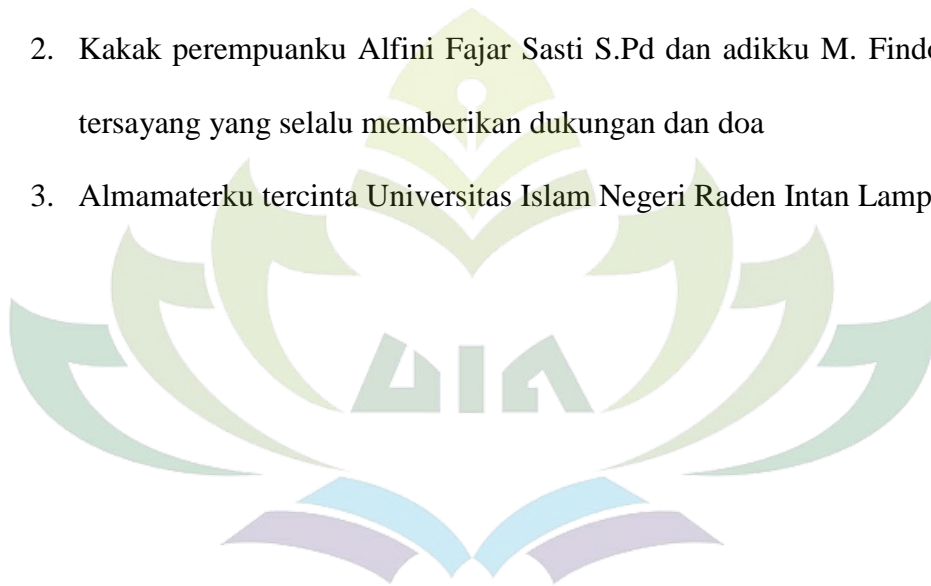 2. Kakak perempuanku Alfini Fajar Sasti S.Pd dan adikku M.
tersayang yang selalu memberikan dukungan dan doa
3. Almamaterku tercinta Universitas Islam Negeri Raden Intan
UIN